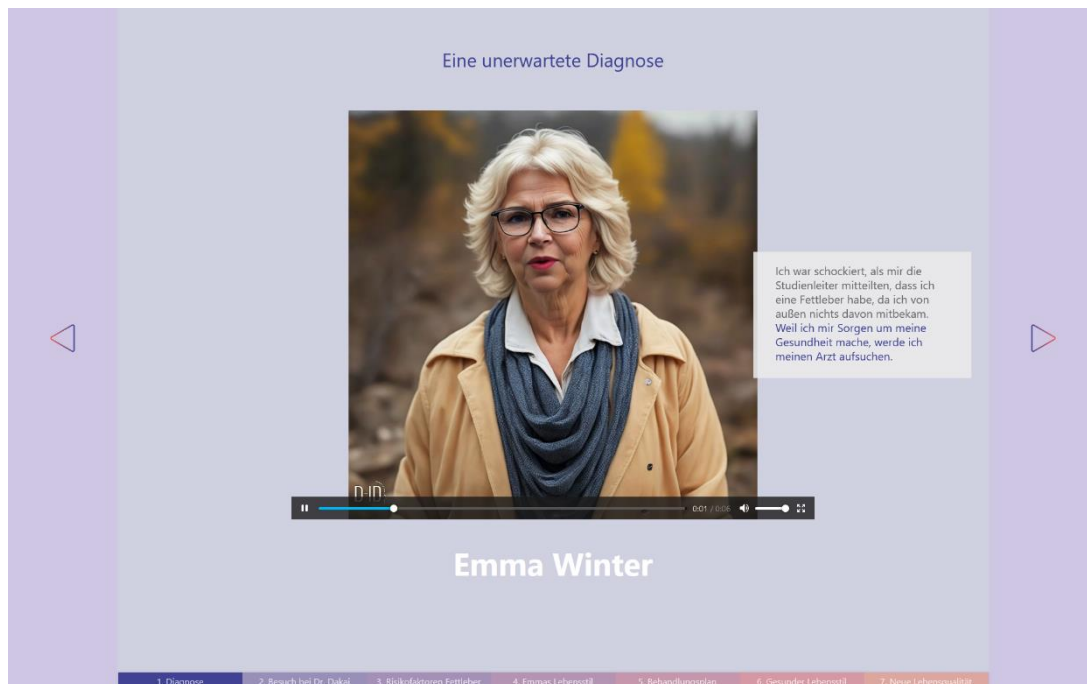 Eine unerwartete Diagnose
Ich war schockiert, als mir die
Studienleiter mitteilten, dass ich
eine Fettleber habe, da ich von
außen nichts davon mitbekam.
Weil ich mir Sorgen um meine
Gesundheit mache, werde ich
meinen Arzt aufsuchen.
D-ID
0:01 / 0:06
Emma Winter
1. Diagnose 2. Besuch bei Dr. Dakai 3. Risikofaktoren Fettleber 4. Emmas Lebensstil 5. Behandlungsplan 6. Gesunder Lebensstil 7. Neue Lebensqualität